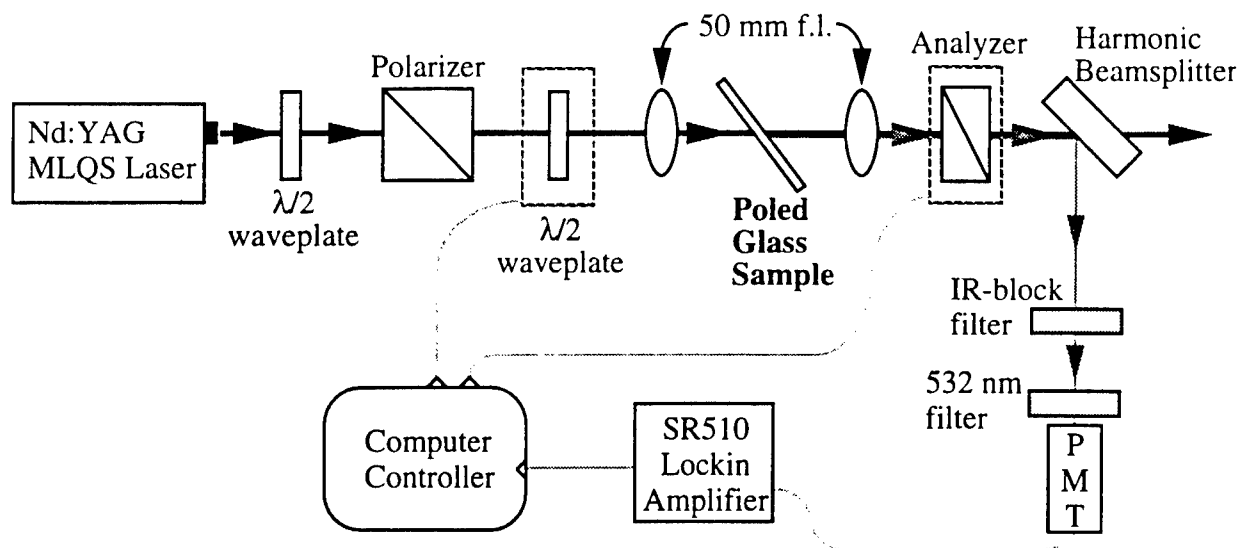 50 mm f.l.
Analyzer
Harmonic
Beamsplitter
Polarizer
Nd:YAG
MLQS Laser
λ/2
waveplate
λ/2
waveplate
Poled
Glass
Sample
IR-block
filter
532 nm
filter
Computer
Controller
SR510
Lockin
Amplifier
P
M
T